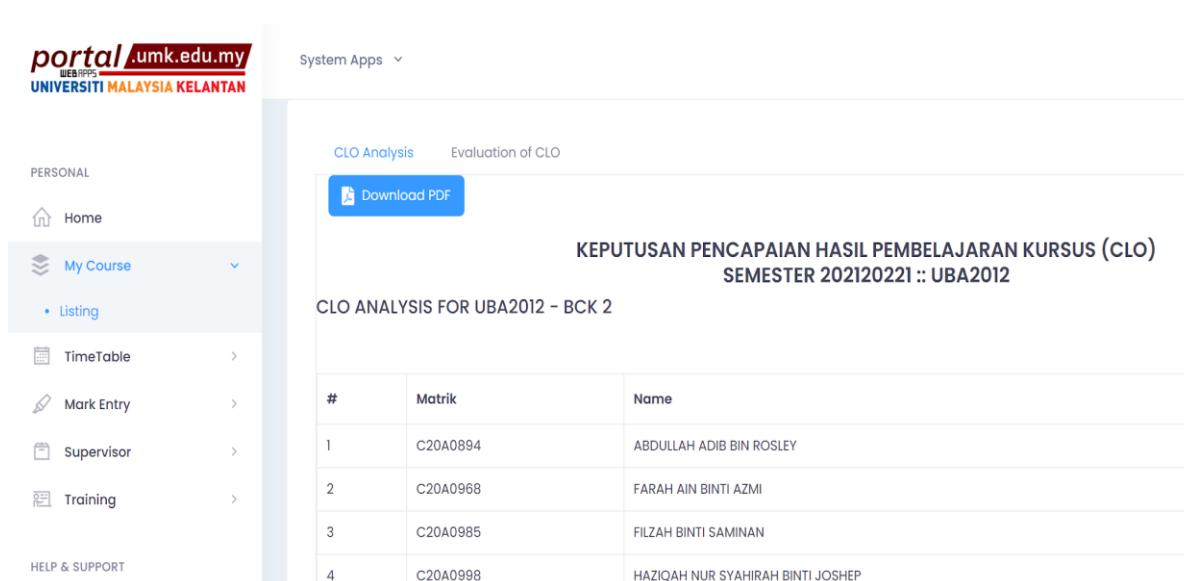 portal.umk.edu.my
WEBAPPS
UNIVERSITI MALAYSIA KELANTAN
System Apps
PERSONAL
Home
My Course
Listing
TimeTable
Mark Entry
Supervisor
Training
HELP & SUPPORT
CLO Analysis Evaluation of CLO
Download PDF
KEPUTUSAN PENCAPAIAN HASIL PEMBELAJARAN KURSUS (CLO)
SEMESTER 202120221 :: UBA2012
CLO ANALYSIS FOR UBA2012 - BCK 2
# Matrik Name
1 C20A0894 ABDULLAH ADIB BIN ROSLEY
2 C20A0968 FARAH AIN BINTI AZMI
3 C20A0985 FILZAH BINTI SAMINAN
4 C20A0998 HAZIQAH NUR SYAHIRAH BINTI JOSHEP